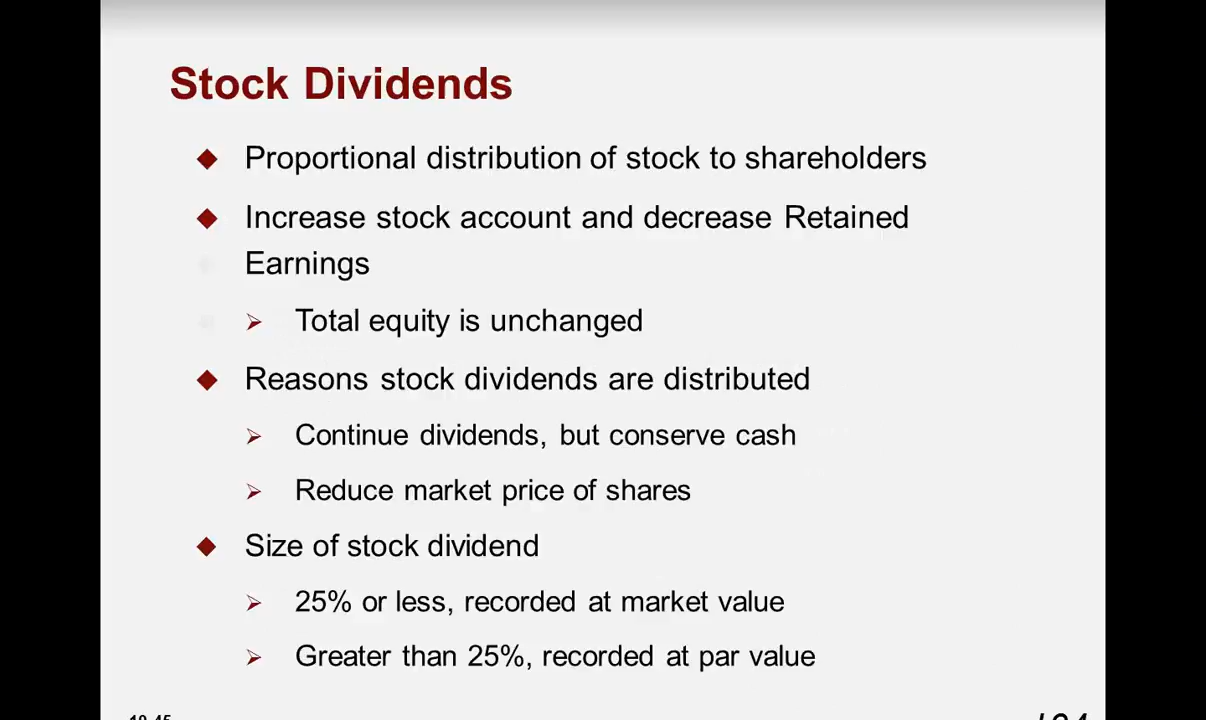 Stock Dividends
Proportional distribution of stock to shareholders
Increase stock account and decrease Retained
Earnings
Total equity is unchanged
Reasons stock dividends are distributed
Continue dividends, but conserve cash
Reduce market price of shares
Size of stock dividend
25% or less, recorded at market value
Greater than 25%, recorded at par value